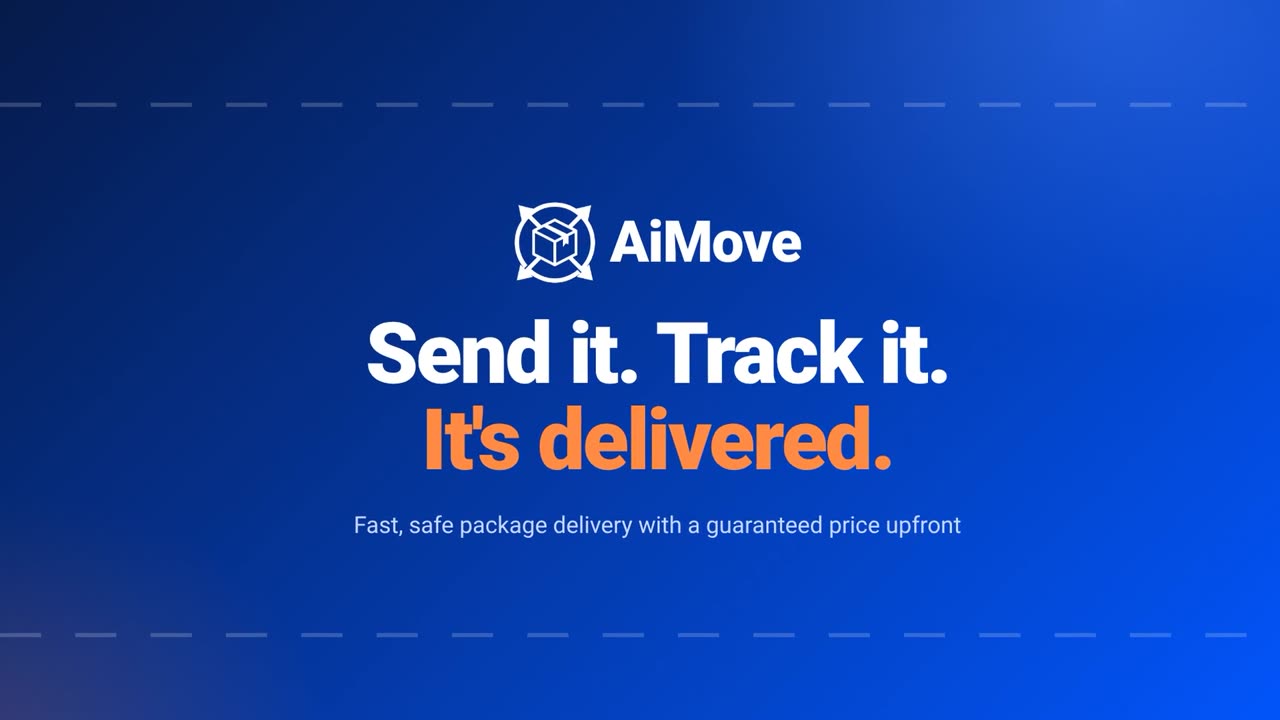 AiMove
Send it. Track it.
It's delivered.
Fast, safe package delivery with a guaranteed price upfront